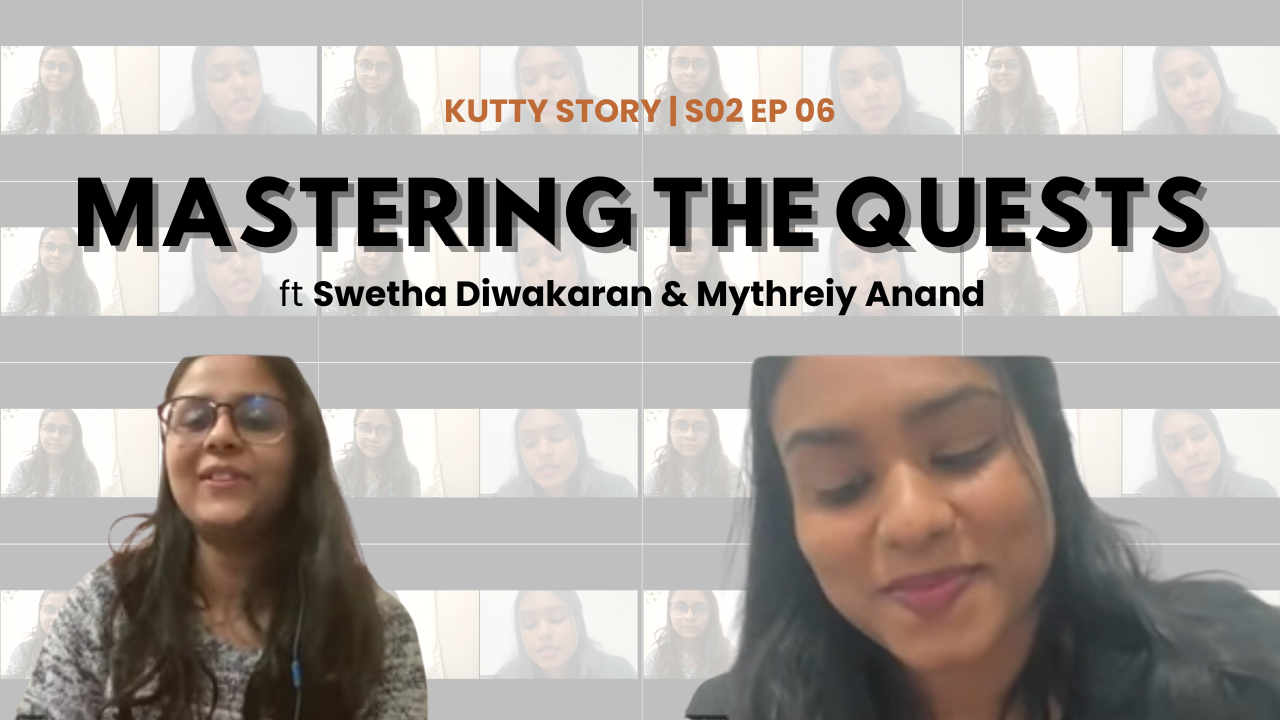 KUTTY STORY | S02 EP 06
MASTERING THE QUESTS
ft Swetha Diwakaran & Mythreiy Anand